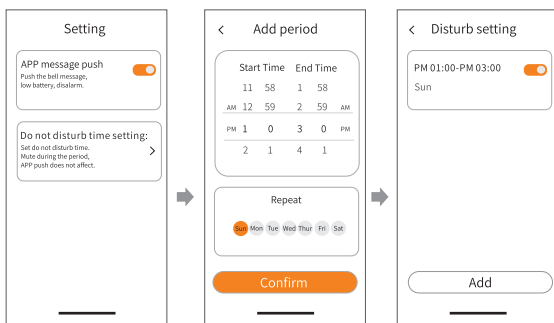 Setting
APP message push
Push the bell message,
low battery, disalarm.
Do not disturb time setting:
Set do not disturb time.
Mute during the period,
APP push does not affect.
Add period
Start Time End Time
11 58 1 58
AM 12 59 2 59 AM
PM 1 0 3 0 PM
2 1 4 1
Repeat
Sun Mon Tue Wed Thur Fri Sat
Confirm
Disturb setting
PM 01:00-PM 03:00
Sun
Add